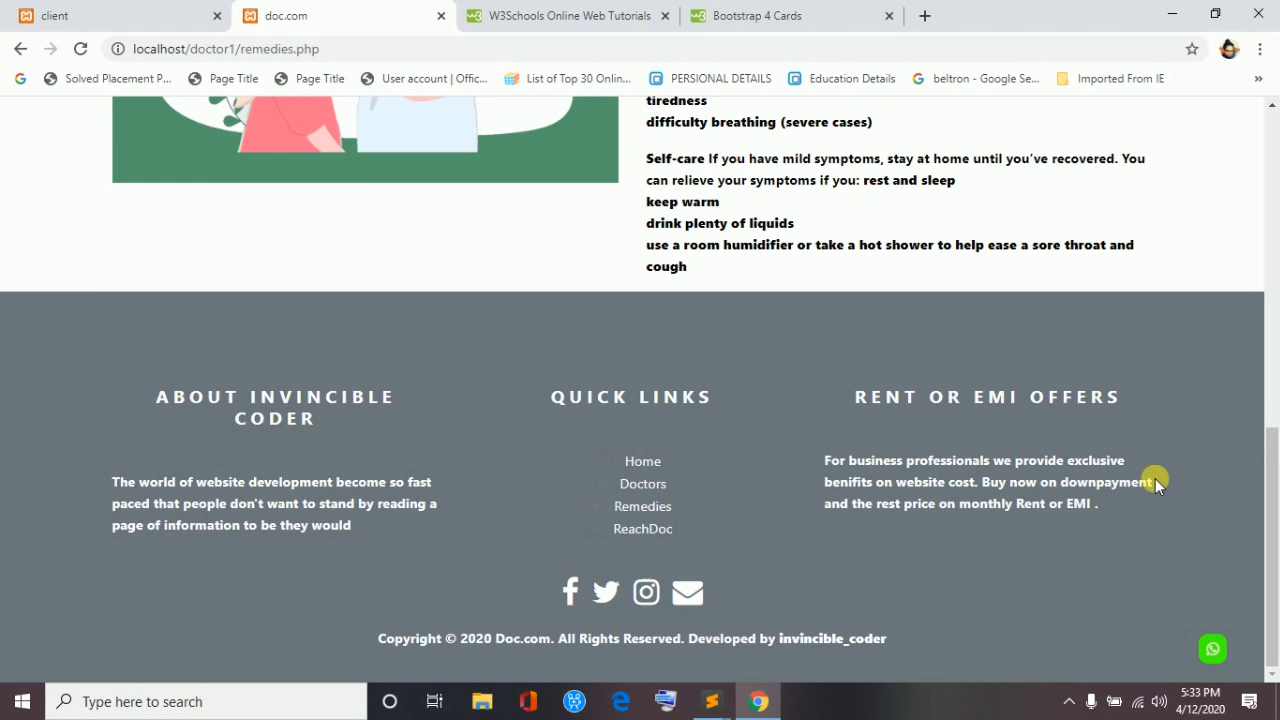 client
doc.com
W3Schools Online Web Tutorials
Bootstrap 4 Cards
localhost/doctor1/remedies.php
Solved Placement P...
Page Title
Page Title
User account | Offic...
List of Top 30 Onlin...
PERSIONAL DETAILS
Education Details
beltron - Google Se...
Imported From IE
»
tiredness
difficulty breathing (severe cases)
Self-care If you have mild symptoms, stay at home until you've recovered. You
can relieve your symptoms if you: rest and sleep
keep warm
drink plenty of liquids
use a room humidifier or take a hot shower to help ease a sore throat and
cough
ABOUT INVINCIBLE
CODER
The world of website development become so fast
paced that people don't want to stand by reading a
page of information to be they would
QUICK LINKS
Home
Doctors
Remedies
ReachDoc
RENT OR EMI OFFERS
For business professionals we provide exclusive
benifits on website cost. Buy now on downpayment
and the rest price on monthly Rent or EMI .
Copyright © 2020 Doc.com. All Rights Reserved. Developed by invincible_coder
Type here to search
5:33 PM
4/12/2020